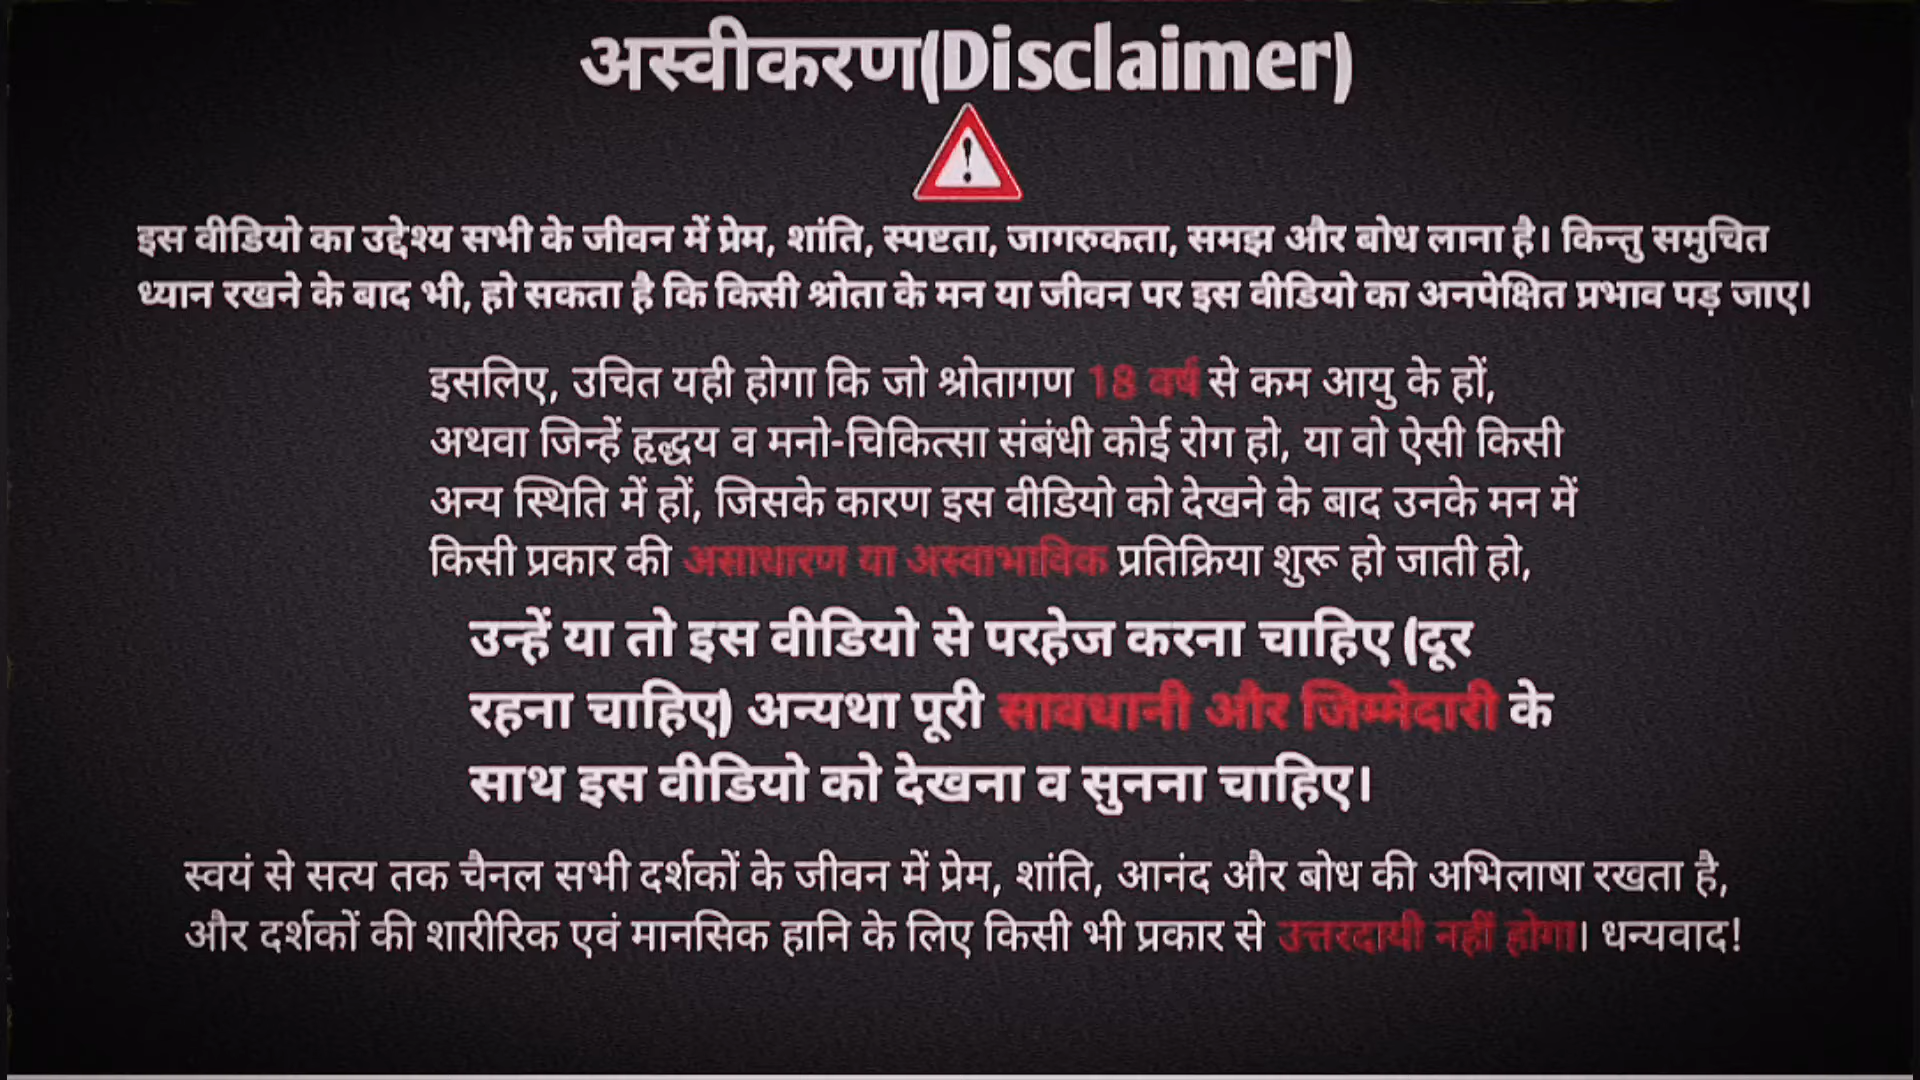 अस्वीकरण(Disclaimer)
इस वीडियो का उद्देश्य सभी के जीवन में प्रेम, शांति, स्पष्टता, जागरुकता, समझ और बोध लाना है। किन्तु समुचित
ध्यान रखने के बाद भी, हो सकता है कि किसी श्रोता के मन या जीवन पर इस वीडियो का अनपेक्षित प्रभाव पड़ जाए।
इसलिए, उचित यही होगा कि जो श्रोतागण 18 वर्ष से कम आयु के हों,
अथवा जिन्हें हृद्धय व मनो-चिकित्सा संबंधी कोई रोग हो, या वो ऐसी किसी
अन्य स्थिति में हों, जिसके कारण इस वीडियो को देखने के बाद उनके मन में
किसी प्रकार की असाधारण या अस्वाभाविक प्रतिक्रिया शुरू हो जाती हो,
उन्हें या तो इस वीडियो से परहेज करना चाहिए (दूर
रहना चाहिए) अन्यथा पूरी सावधानी और जिम्मेदारी के
साथ इस वीडियो को देखना व सुनना चाहिए।
स्वयं से सत्य तक चैनल सभी दर्शकों के जीवन में प्रेम, शांति, आनंद और बोध की अभिलाषा रखता है,
और दर्शकों की शारीरिक एवं मानसिक हानि के लिए किसी भी प्रकार से उत्तरदायी नहीं होगा। धन्यवाद!